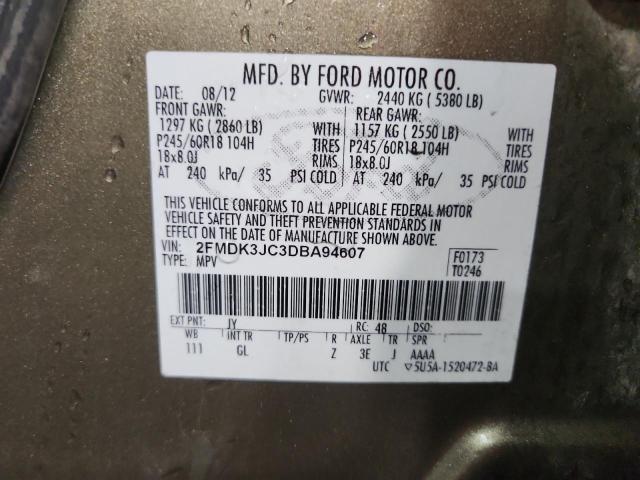 MFD. BY FORD MOTOR CO.
DATE: 08/12 GVWR: 2440 KG ( 5380 LB)
FRONT GAWR: REAR GAWR:
1297 KG ( 2860 LB) WITH 1157 KG ( 2550 LB) WITH
P245/60R18 104H TIRES P245/60R18 104H TIRES
18x8.0J RIMS 18x8.0J RIMS
AT 240 kPa/ 35 PSI COLD AT 240 kPa/ 35 PSI COLD
THIS VEHICLE CONFORMS TO ALL APPLICABLE FEDERAL MOTOR
VEHICLE SAFETY AND THEFT PREVENTION STANDARDS IN
EFFECT ON THE DATE OF MANUFACTURE SHOWN ABOVE.
VIN: 2FMDK3JC3DBA94607 F0173
TYPE: MPV T0246
EXT PNT: JY RC: 48 DSO:
WB INT TR TP/PS R AXLE TR SPR
111 GL Z 3E J AAAA
UTC ▽5U5A-1520472-BA